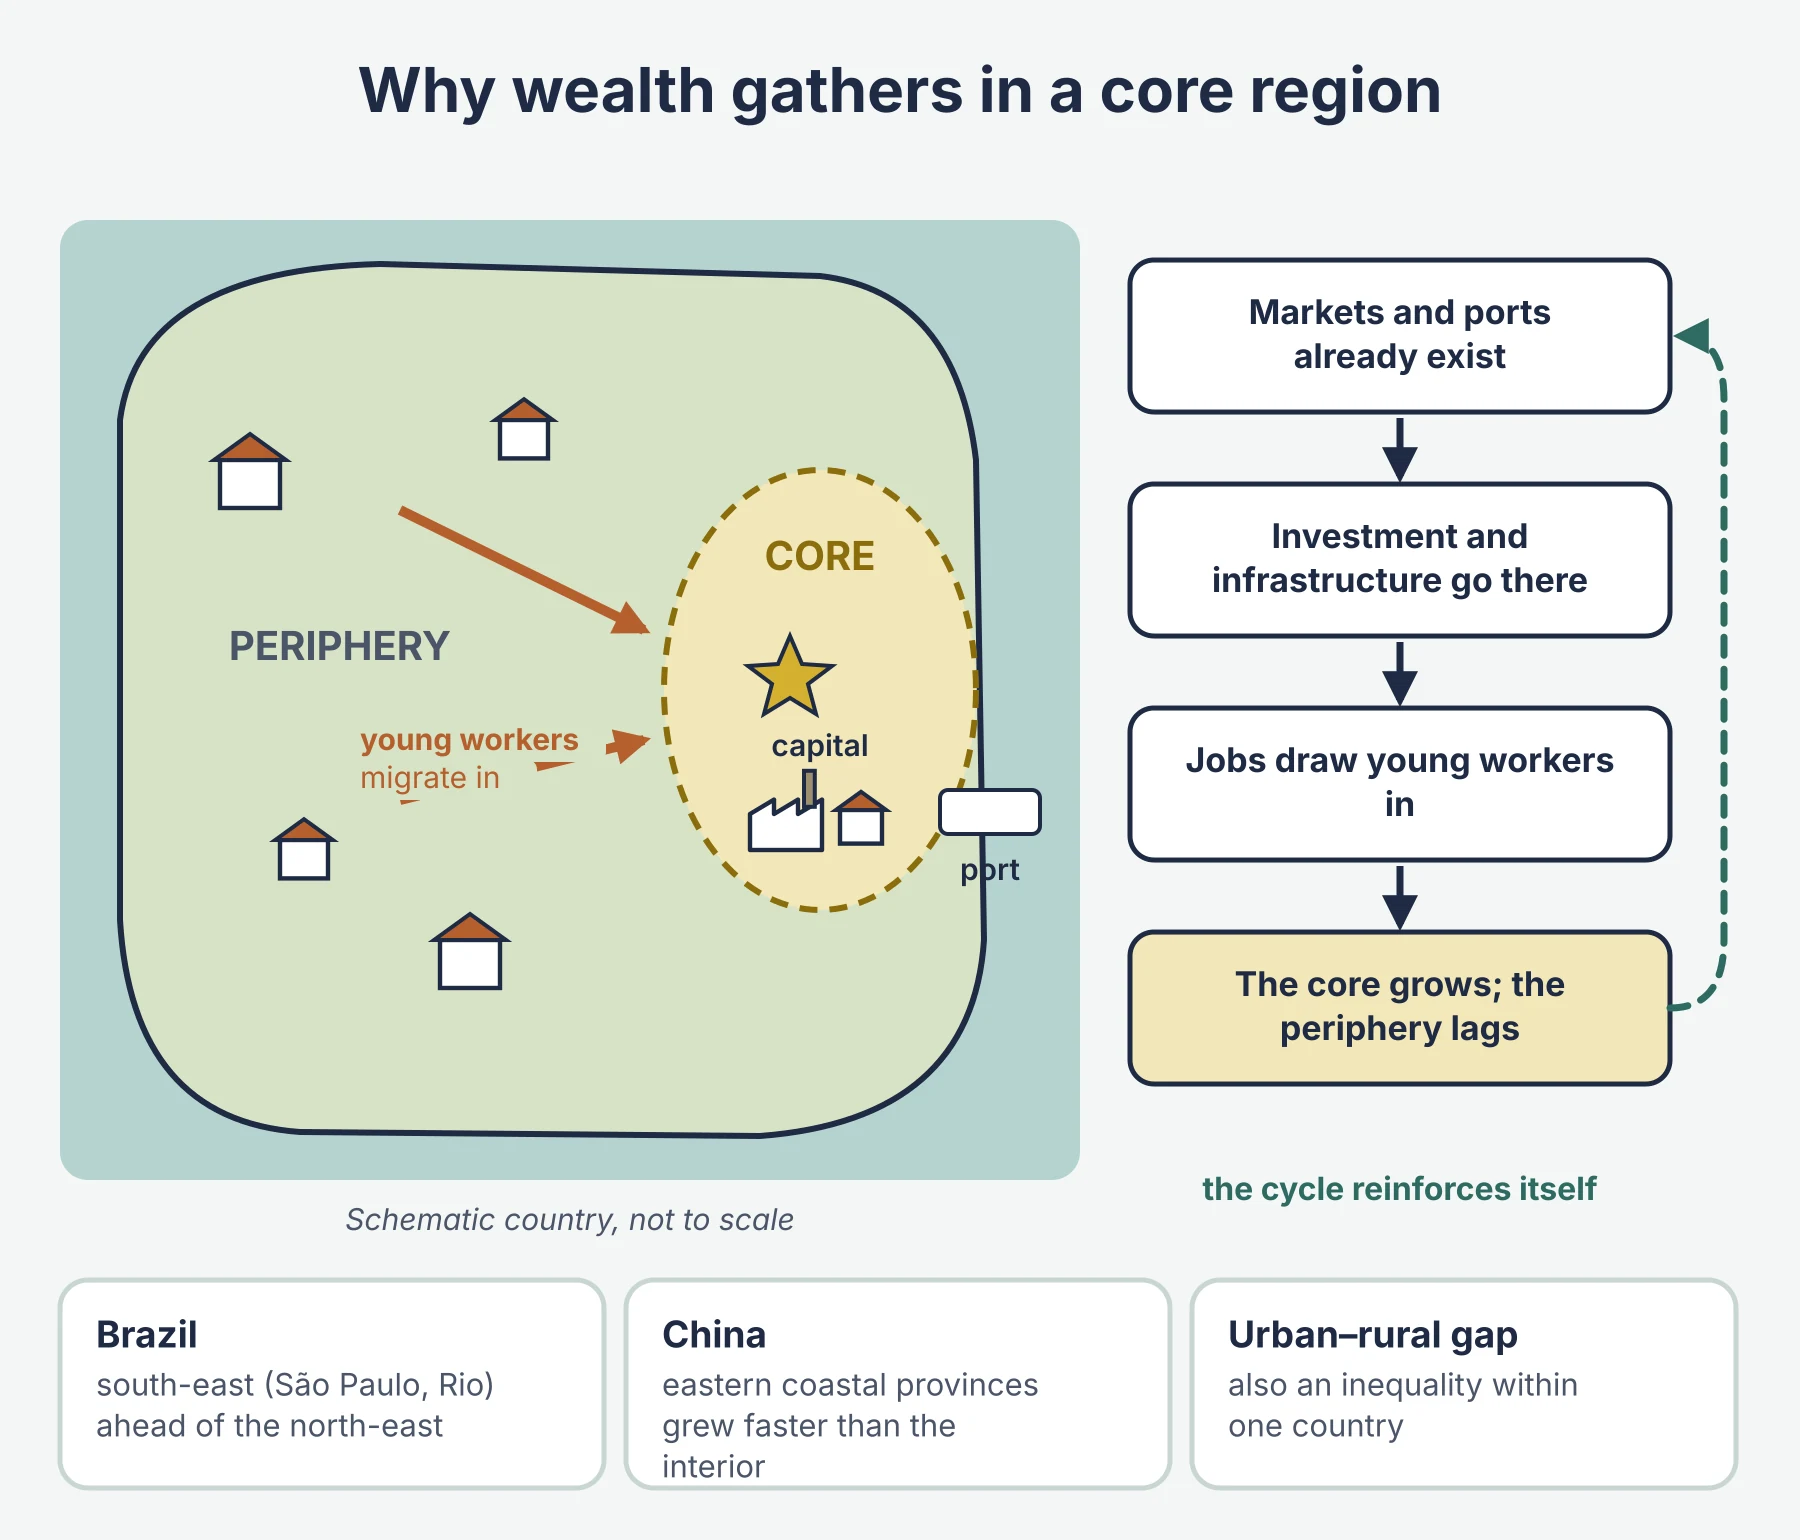 Why wealth gathers in a core region
CORE
PERIPHERY
young workers
migrate in
capital
port
Schematic country, not to scale
Markets and ports
already exist
Investment and
infrastructure go there
Jobs draw young workers
in
The core grows; the
periphery lags
the cycle reinforces itself
Brazil
south-east (São Paulo, Rio)
ahead of the north-east
China
eastern coastal provinces
grew faster than the
interior
Urban–rural gap
also an inequality within
one country